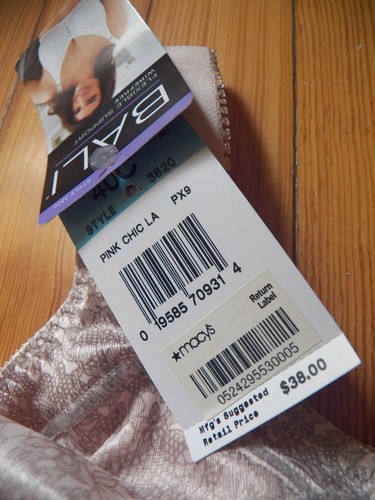 BALI
FLEXIBLE SUPPORT
WIREFREE
40C
STYLE 3820
PINK CHIC LA PX9
0 19585 70931 4
★macy's
Return
Label
0524295530005
Mfg's Suggested
Retail Price
$38.00